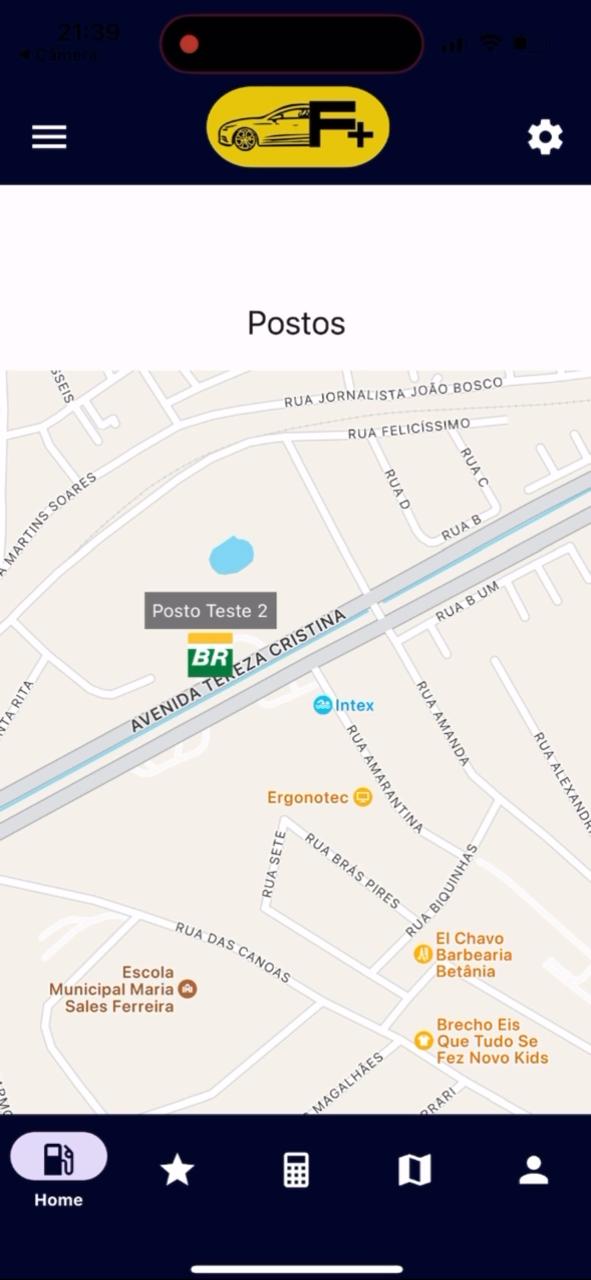 21:39
Câmera
F+
Postos
RUA JORNALISTA JOÃO BOSCO
RUA FELICÍSSIMO
RUA C
RUA D
RUA B
MARTINS SOARES
RUA B UM
Posto Teste 2
BR
AVENIDA TEREZA CRISTINA
NTA RITA
Intex
RUA AMANDA
RUA AMARANTINA
RUA ALEXANDR
Ergonotec
RUA SETE
RUA BRÁS PIRES
RUA BIQUINHAS
RUA DAS CANOAS
El Chavo
Barbearia
Betânia
Escola
Municipal Maria
Sales Ferreira
Brecho Eis
Que Tudo Se
Fez Novo Kids
MAGALHÃES
RRARI
Home